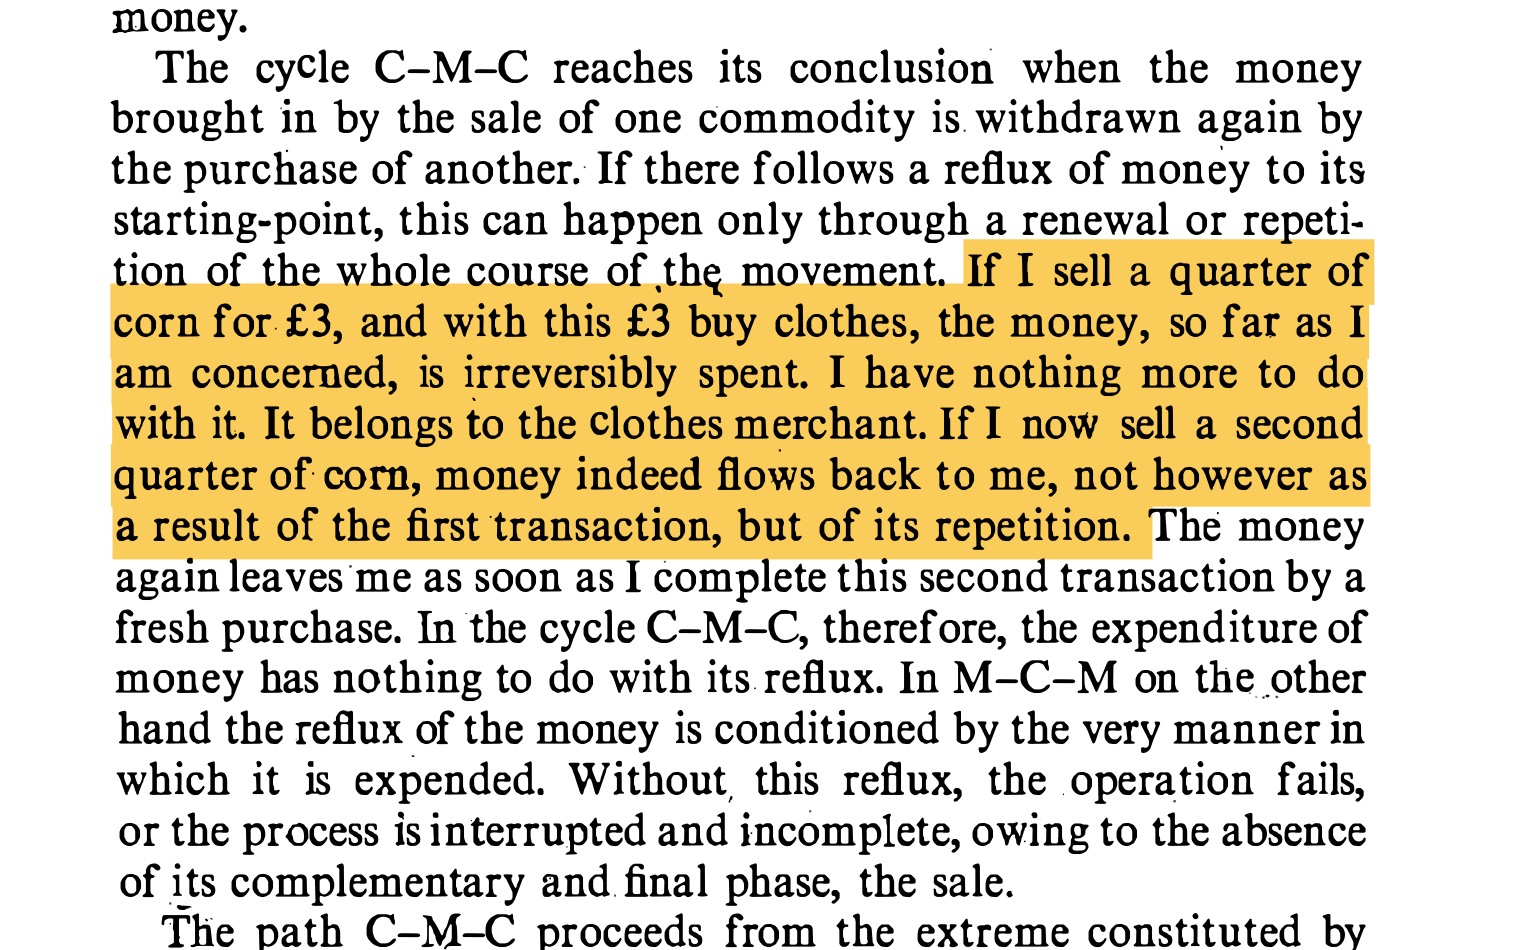 money.
The cycle C–M–C reaches its conclusion when the money
brought in by the sale of one commodity is withdrawn again by
the purchase of another. If there follows a reflux of money to its
starting-point, this can happen only through a renewal or repeti-
tion of the whole course of the movement. If I sell a quarter of
corn for £3, and with this £3 buy clothes, the money, so far as I
am concerned, is irreversibly spent. I have nothing more to do
with it. It belongs to the clothes merchant. If I now sell a second
quarter of corn, money indeed flows back to me, not however as
a result of the first transaction, but of its repetition. The money
again leaves me as soon as I complete this second transaction by a
fresh purchase. In the cycle C–M–C, therefore, the expenditure of
money has nothing to do with its reflux. In M–C–M on the other
hand the reflux of the money is conditioned by the very manner in
which it is expended. Without this reflux, the operation fails,
or the process is interrupted and incomplete, owing to the absence
of its complementary and final phase, the sale.
The path C–M–C proceeds from the extreme constituted by